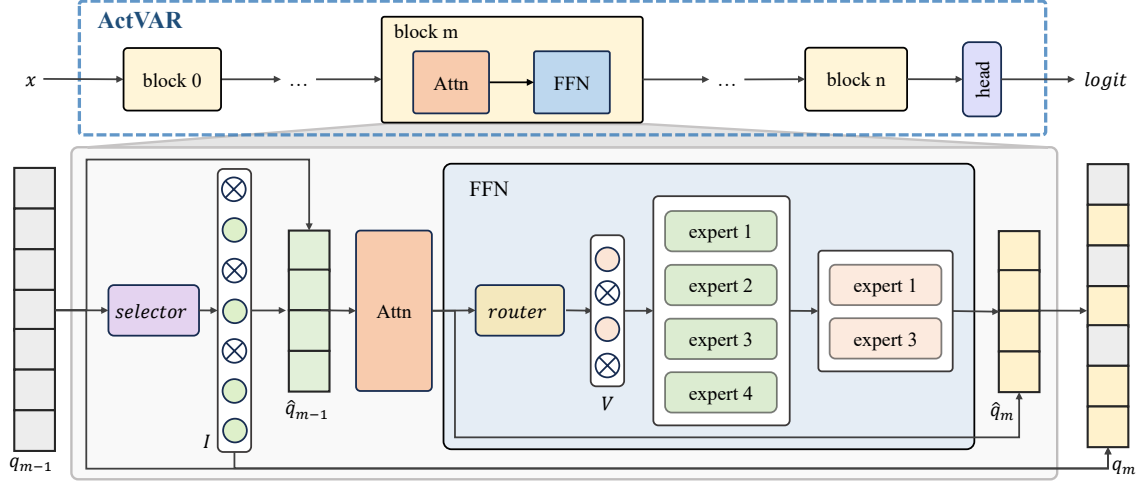 ActVAR
block m
x
block 0
...
Attn
FFN
...
block n
head
logit
FFN
selector
Attn
router
expert 1
expert 2
expert 3
expert 4
expert 1
expert 3
I
q̂ₘ₋₁
V
q̂ₘ
qₘ₋₁
qₘ